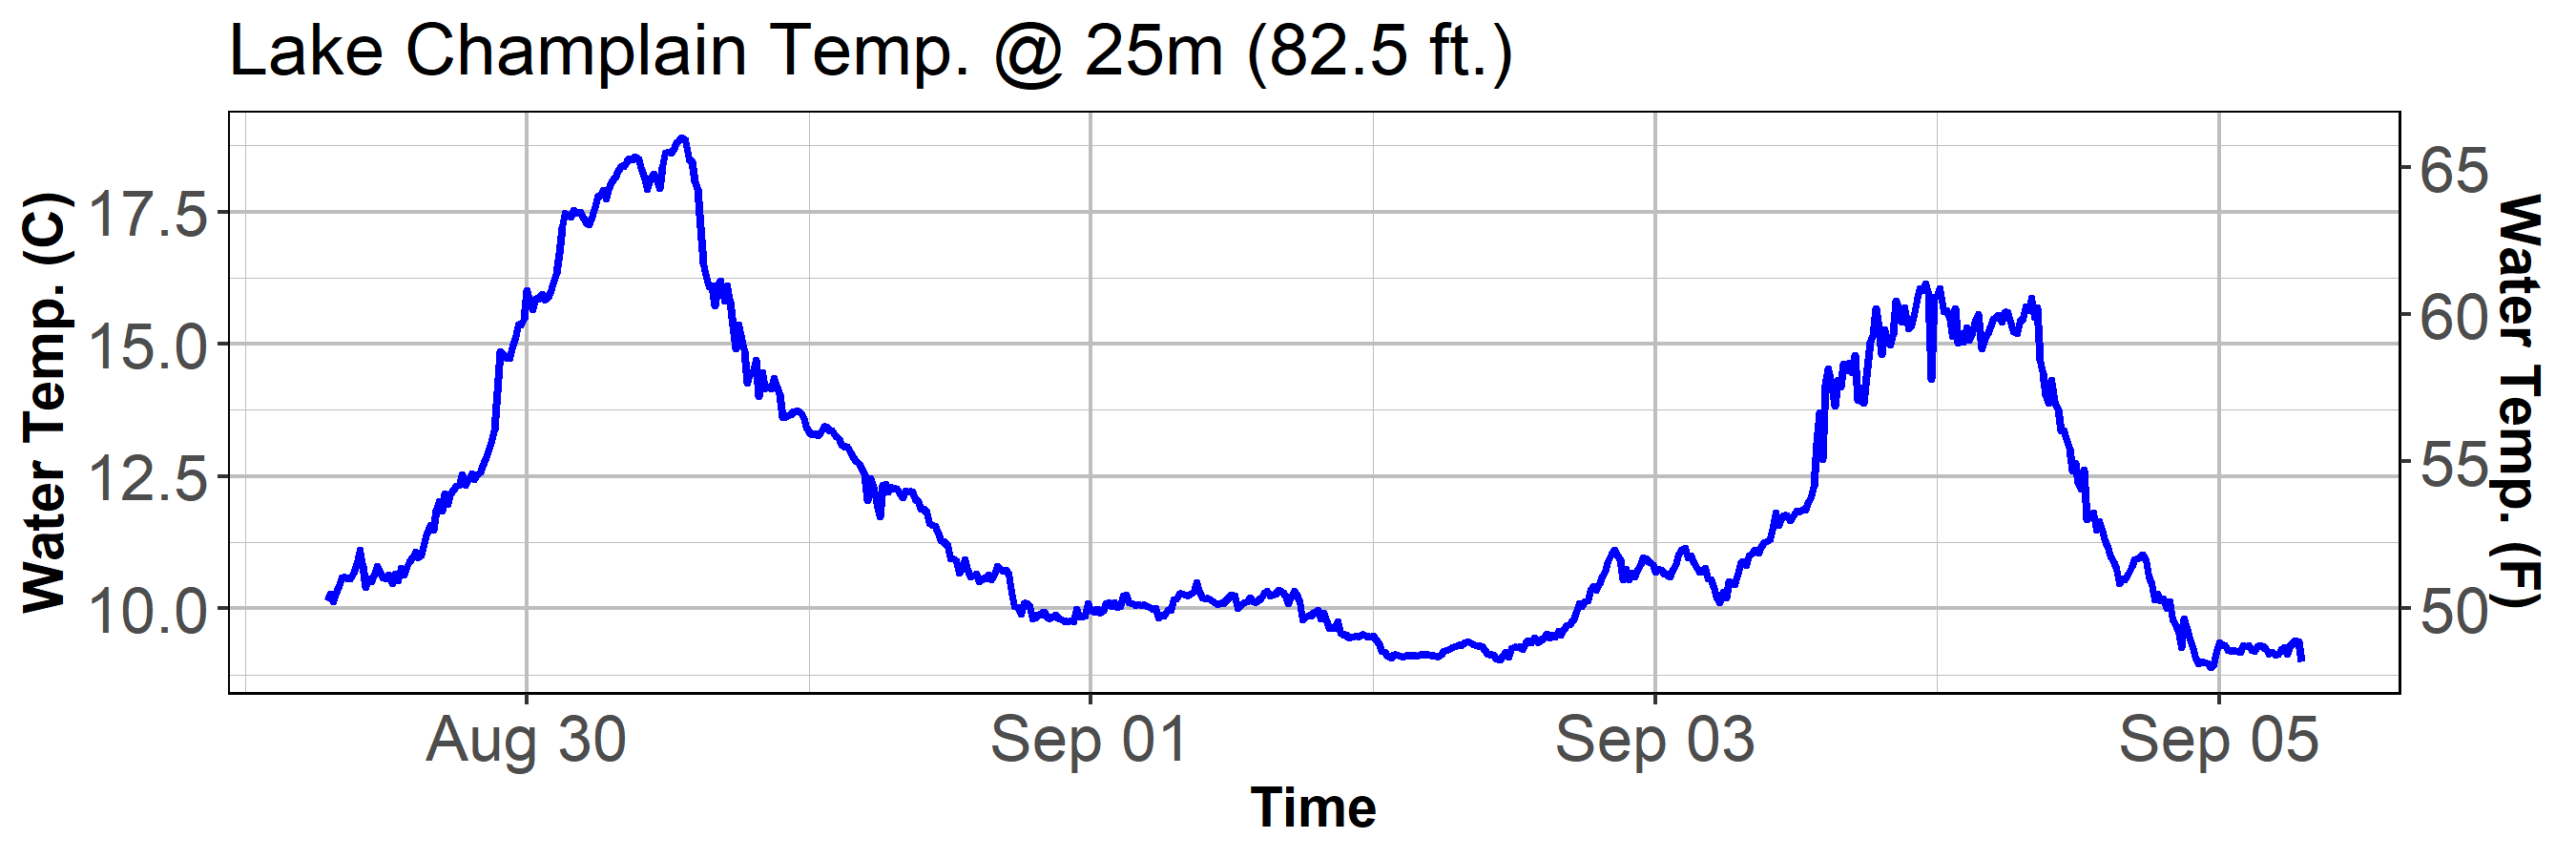 Lake Champlain Temp. @ 25m (82.5 ft.)
Water Temp. (C)
17.5
15.0
12.5
10.0
65
60
55
50
Water Temp. (F)
Aug 30
Sep 01
Sep 03
Sep 05
Time